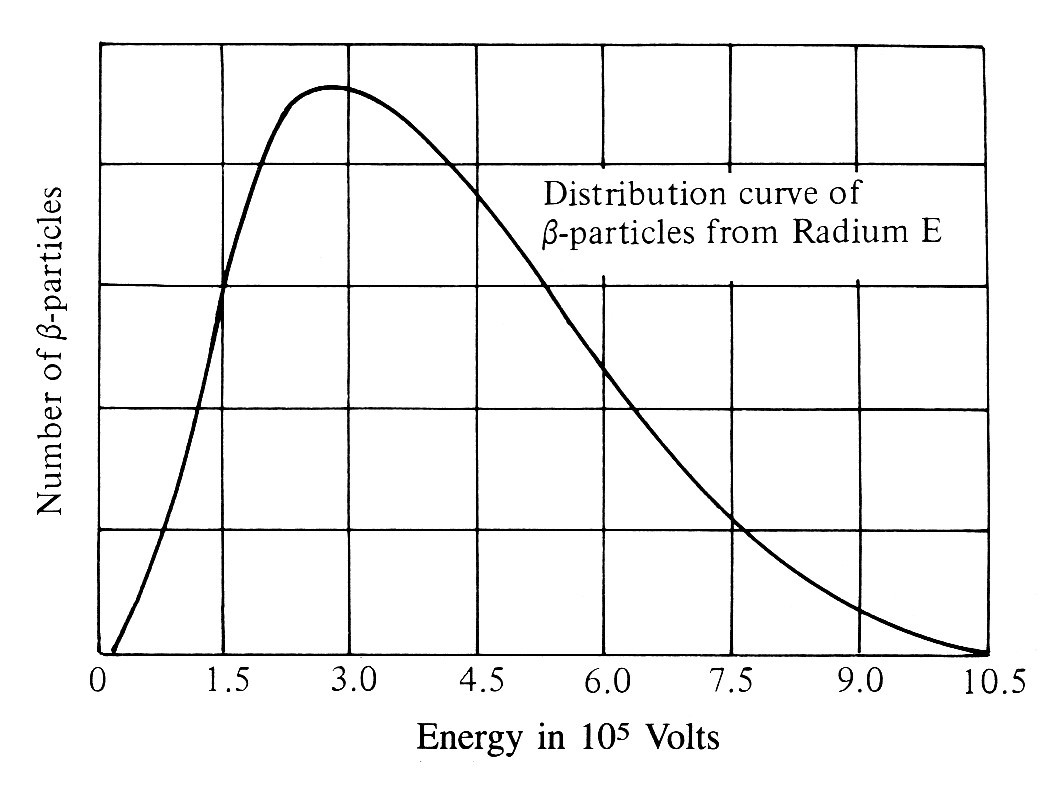 Distribution curve of
β-particles from Radium E
Number of β-particles
0 1.5 3.0 4.5 6.0 7.5 9.0 10.5
Energy in 10⁵ Volts